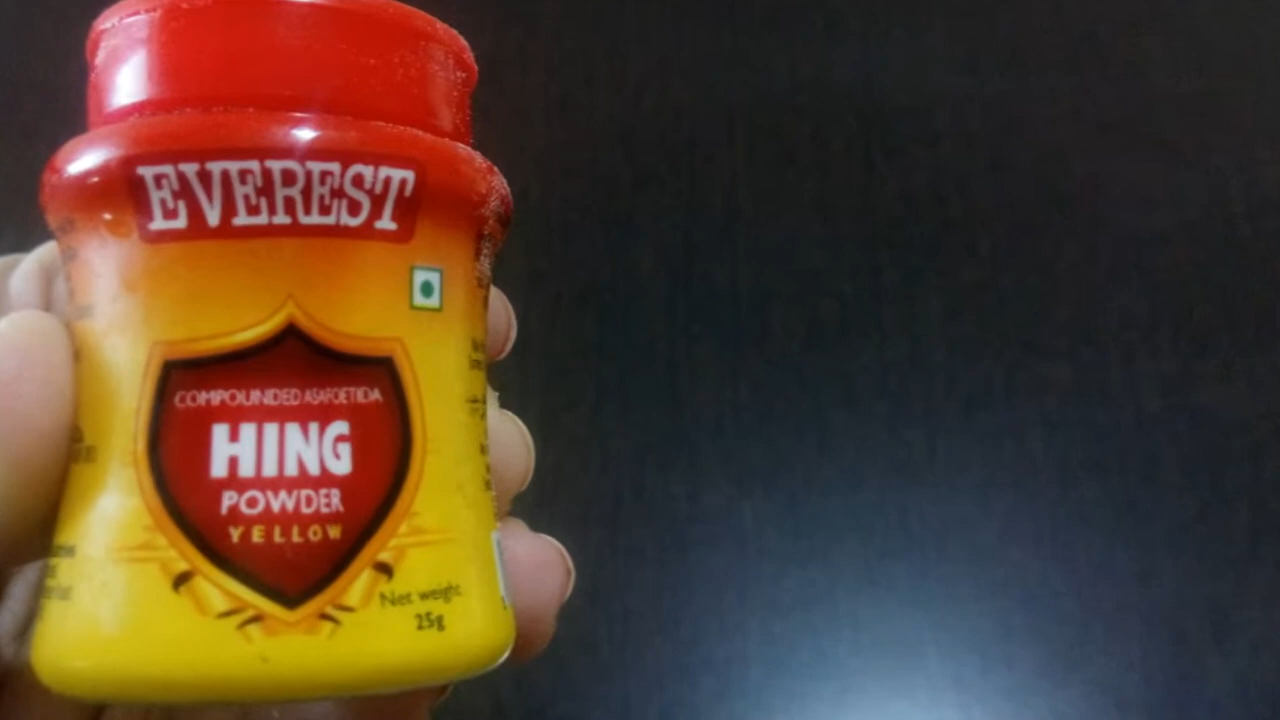 EVEREST
COMPOUNDED ASAFOETIDA
HING
POWDER
YELLOW
Net weight
25g